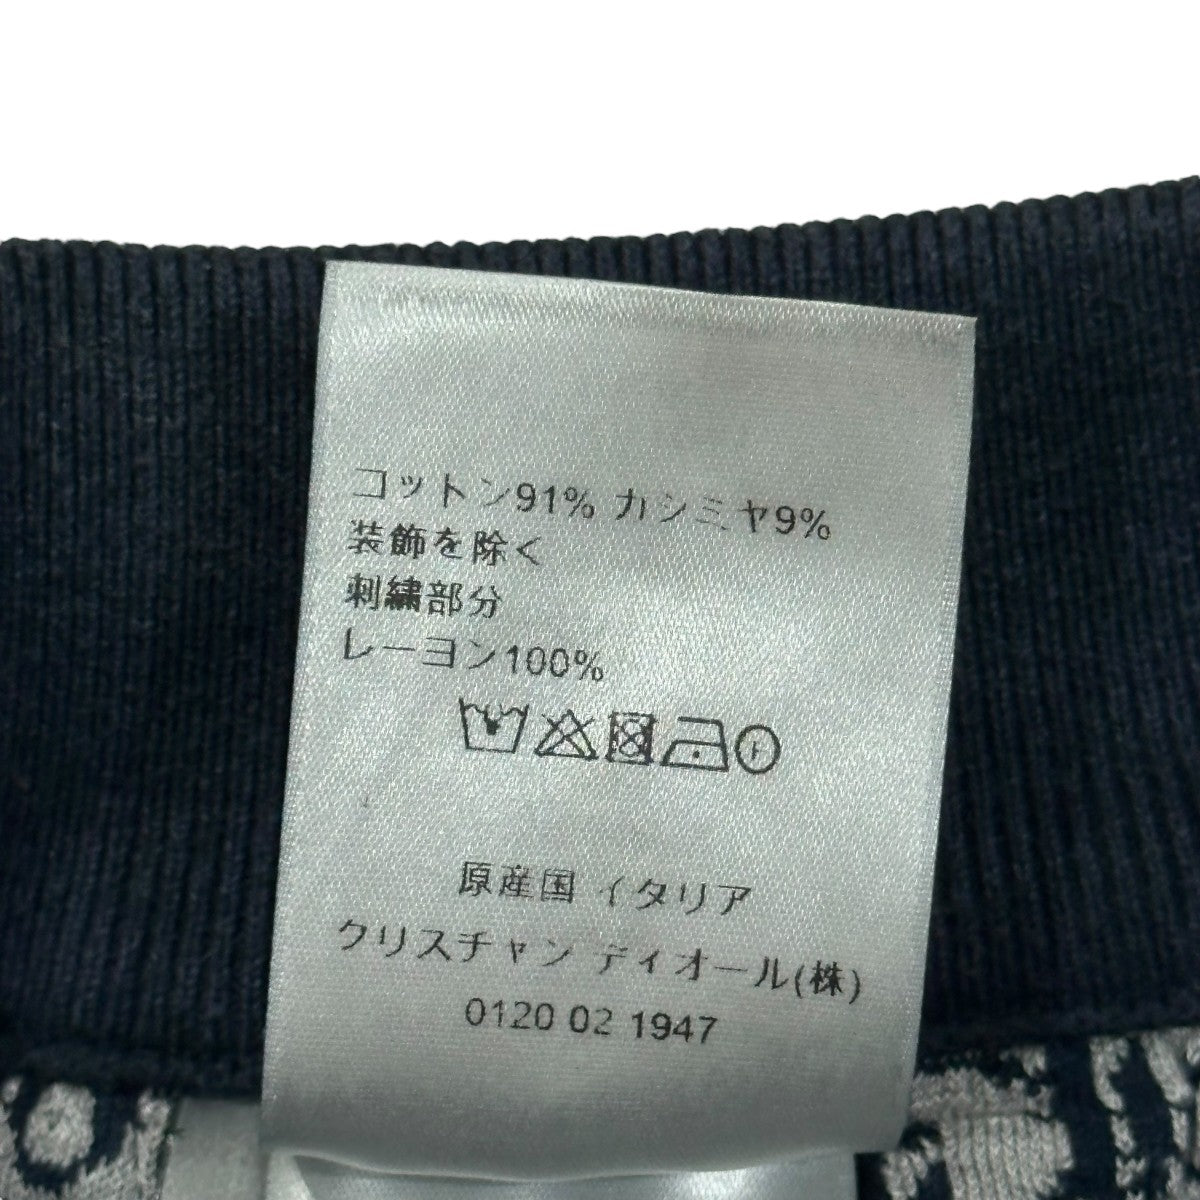 コットン91% カシミヤ9%
装飾を除く
刺繍部分
レーヨン100%
F
原産国 イタリア
クリスチャン ディオール(株)
0120 02 1947